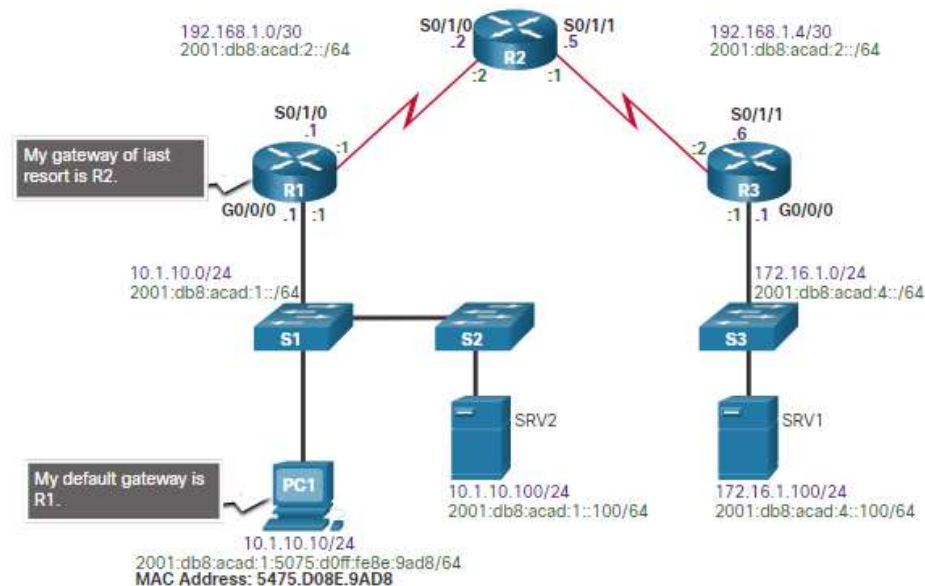 192.168.1.0/30
2001:db8:acad:2::/64
S0/1/0
.2
S0/1/1
.5
R2
:2
:1
192.168.1.4/30
2001:db8:acad:2::/64
S0/1/0
.1
:1
My gateway of last
resort is R2.
R1
G0/0/0
.1 :1
S0/1/1
.6
:2
R3
:1 .1
G0/0/0
10.1.10.0/24
2001:db8:acad:1::/64
172.16.1.0/24
2001:db8:acad:4::/64
S1
S2
S3
SRV2
SRV1
My default gateway is
R1.
PC1
10.1.10.100/24
2001:db8:acad:1::100/64
172.16.1.100/24
2001:db8:acad:4::100/64
10.1.10.10/24
2001:db8:acad:1:5075:d0ff:fe8e:9ad8/64
MAC Address: 5475.D08E.9AD8